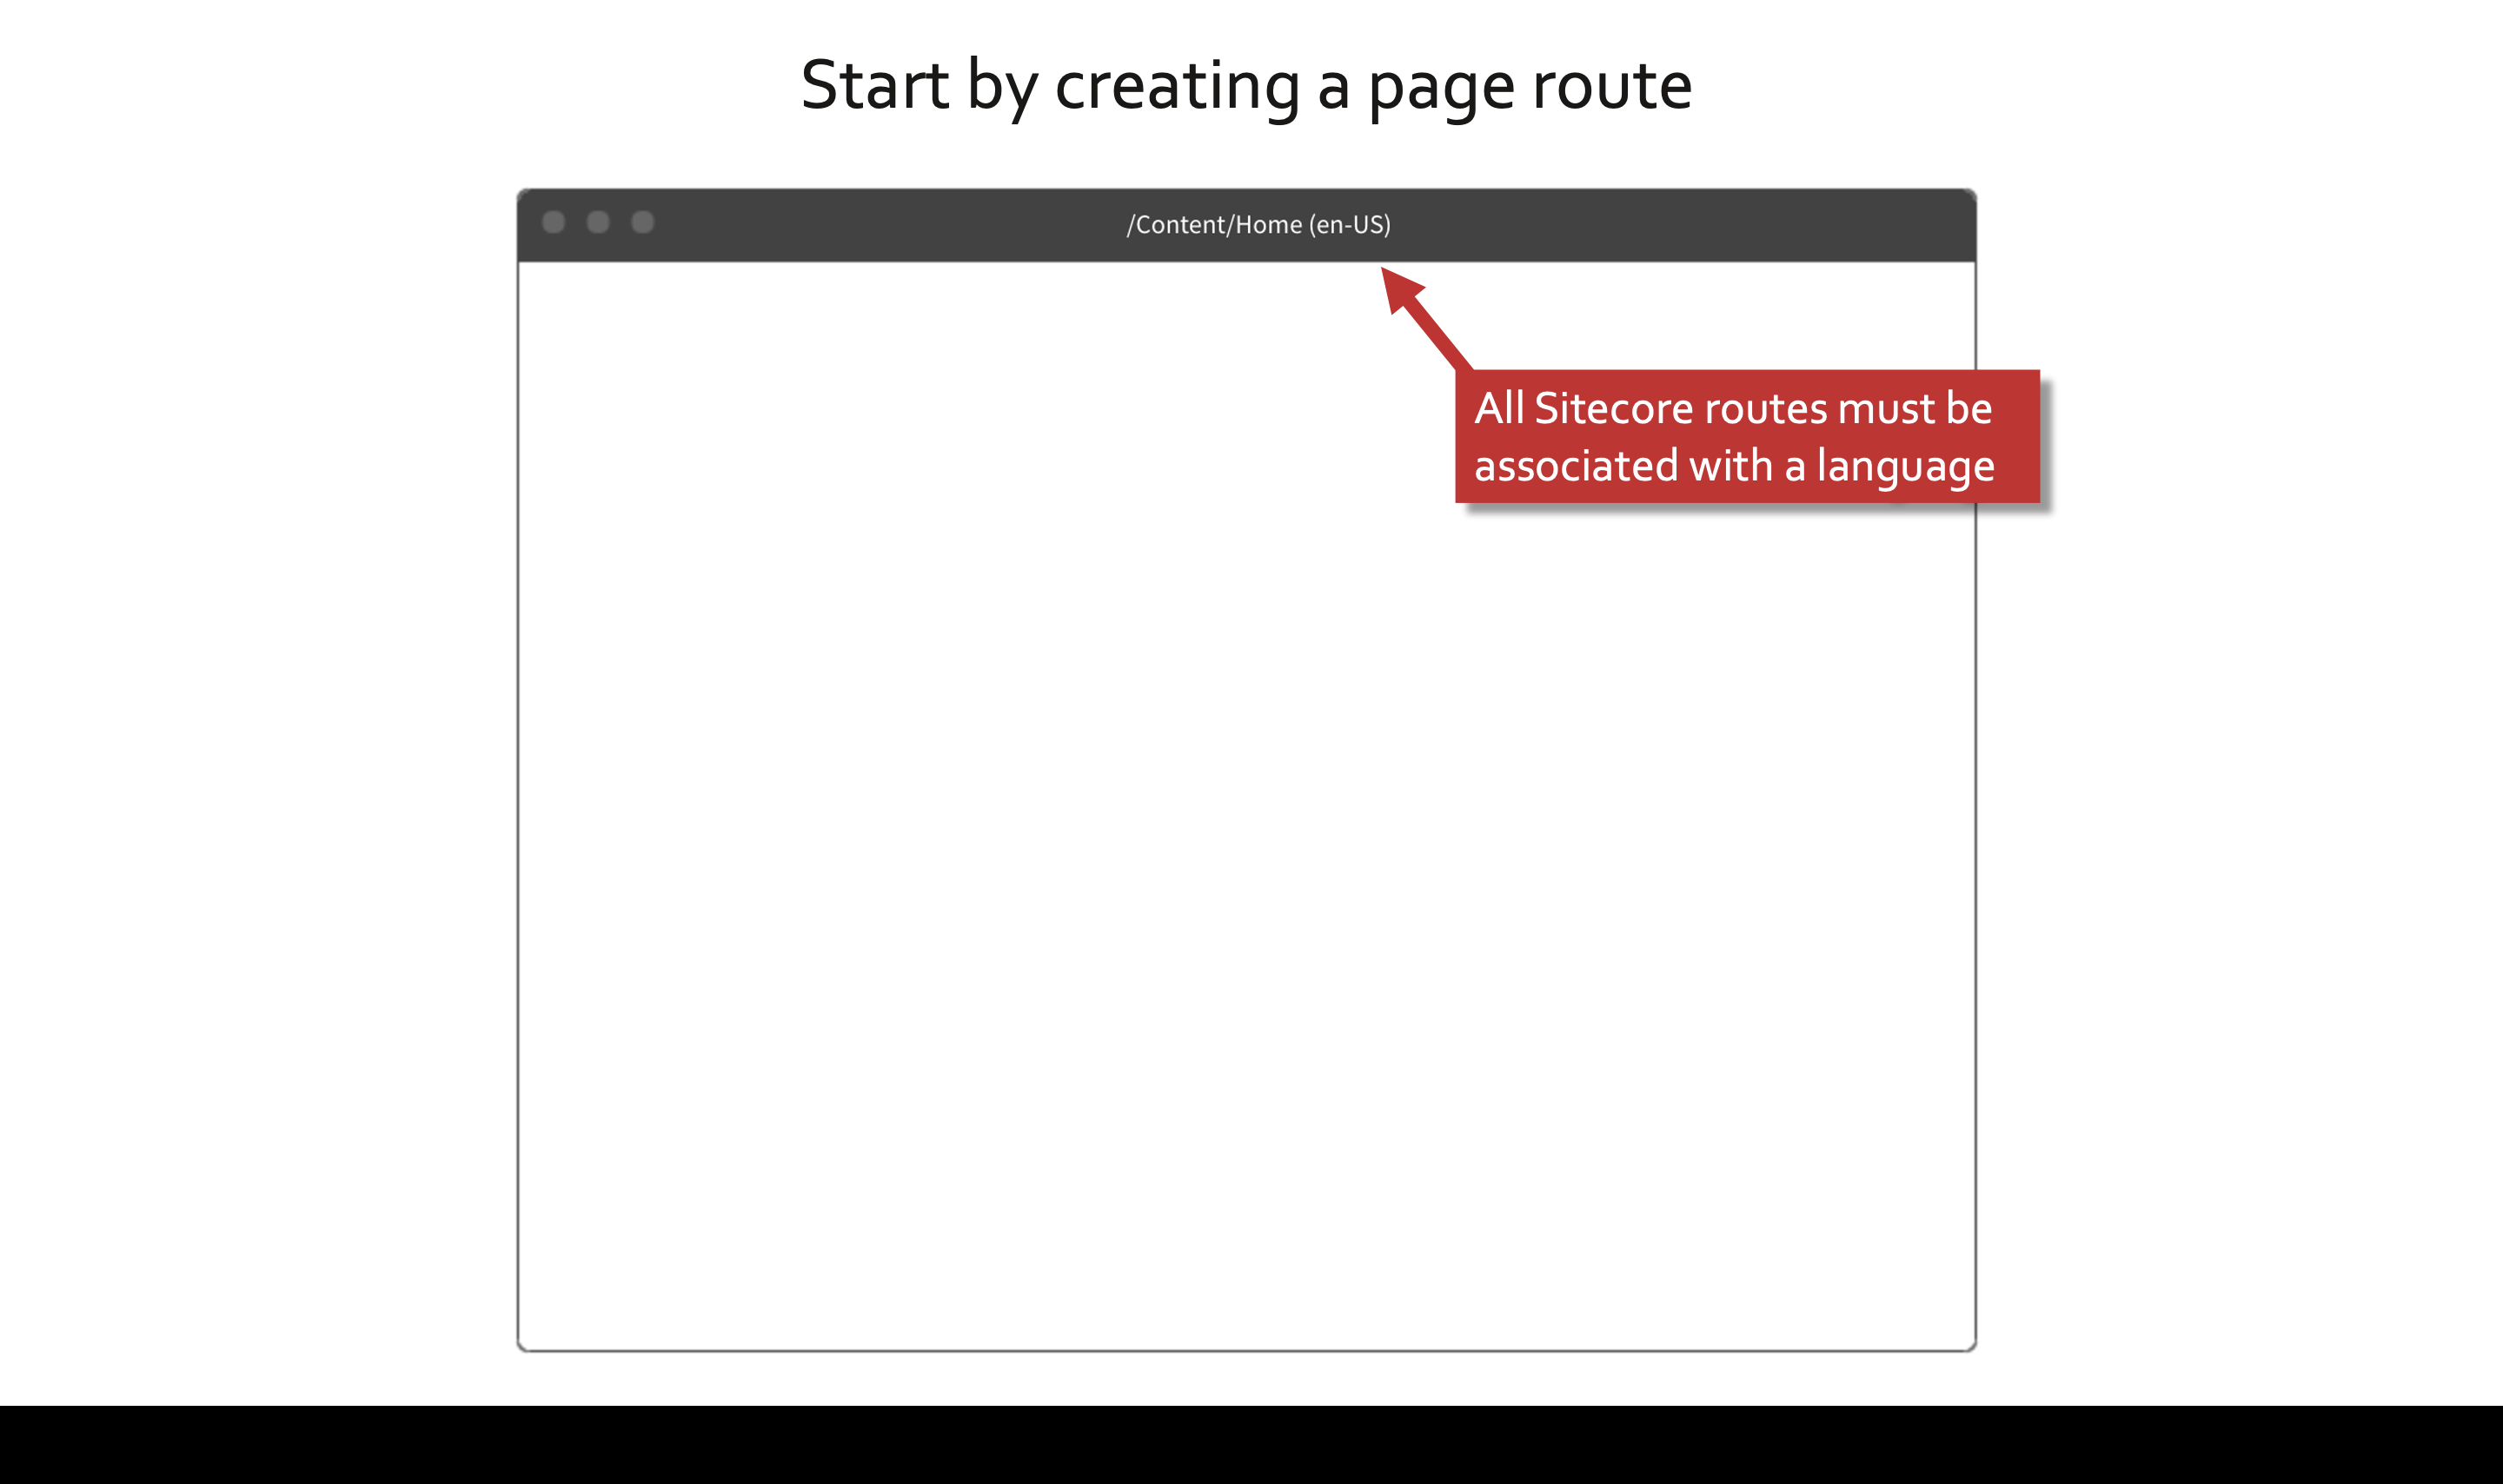 Start by creating a page route
/Content/Home (en-US)
All Sitecore routes must be
associated with a language